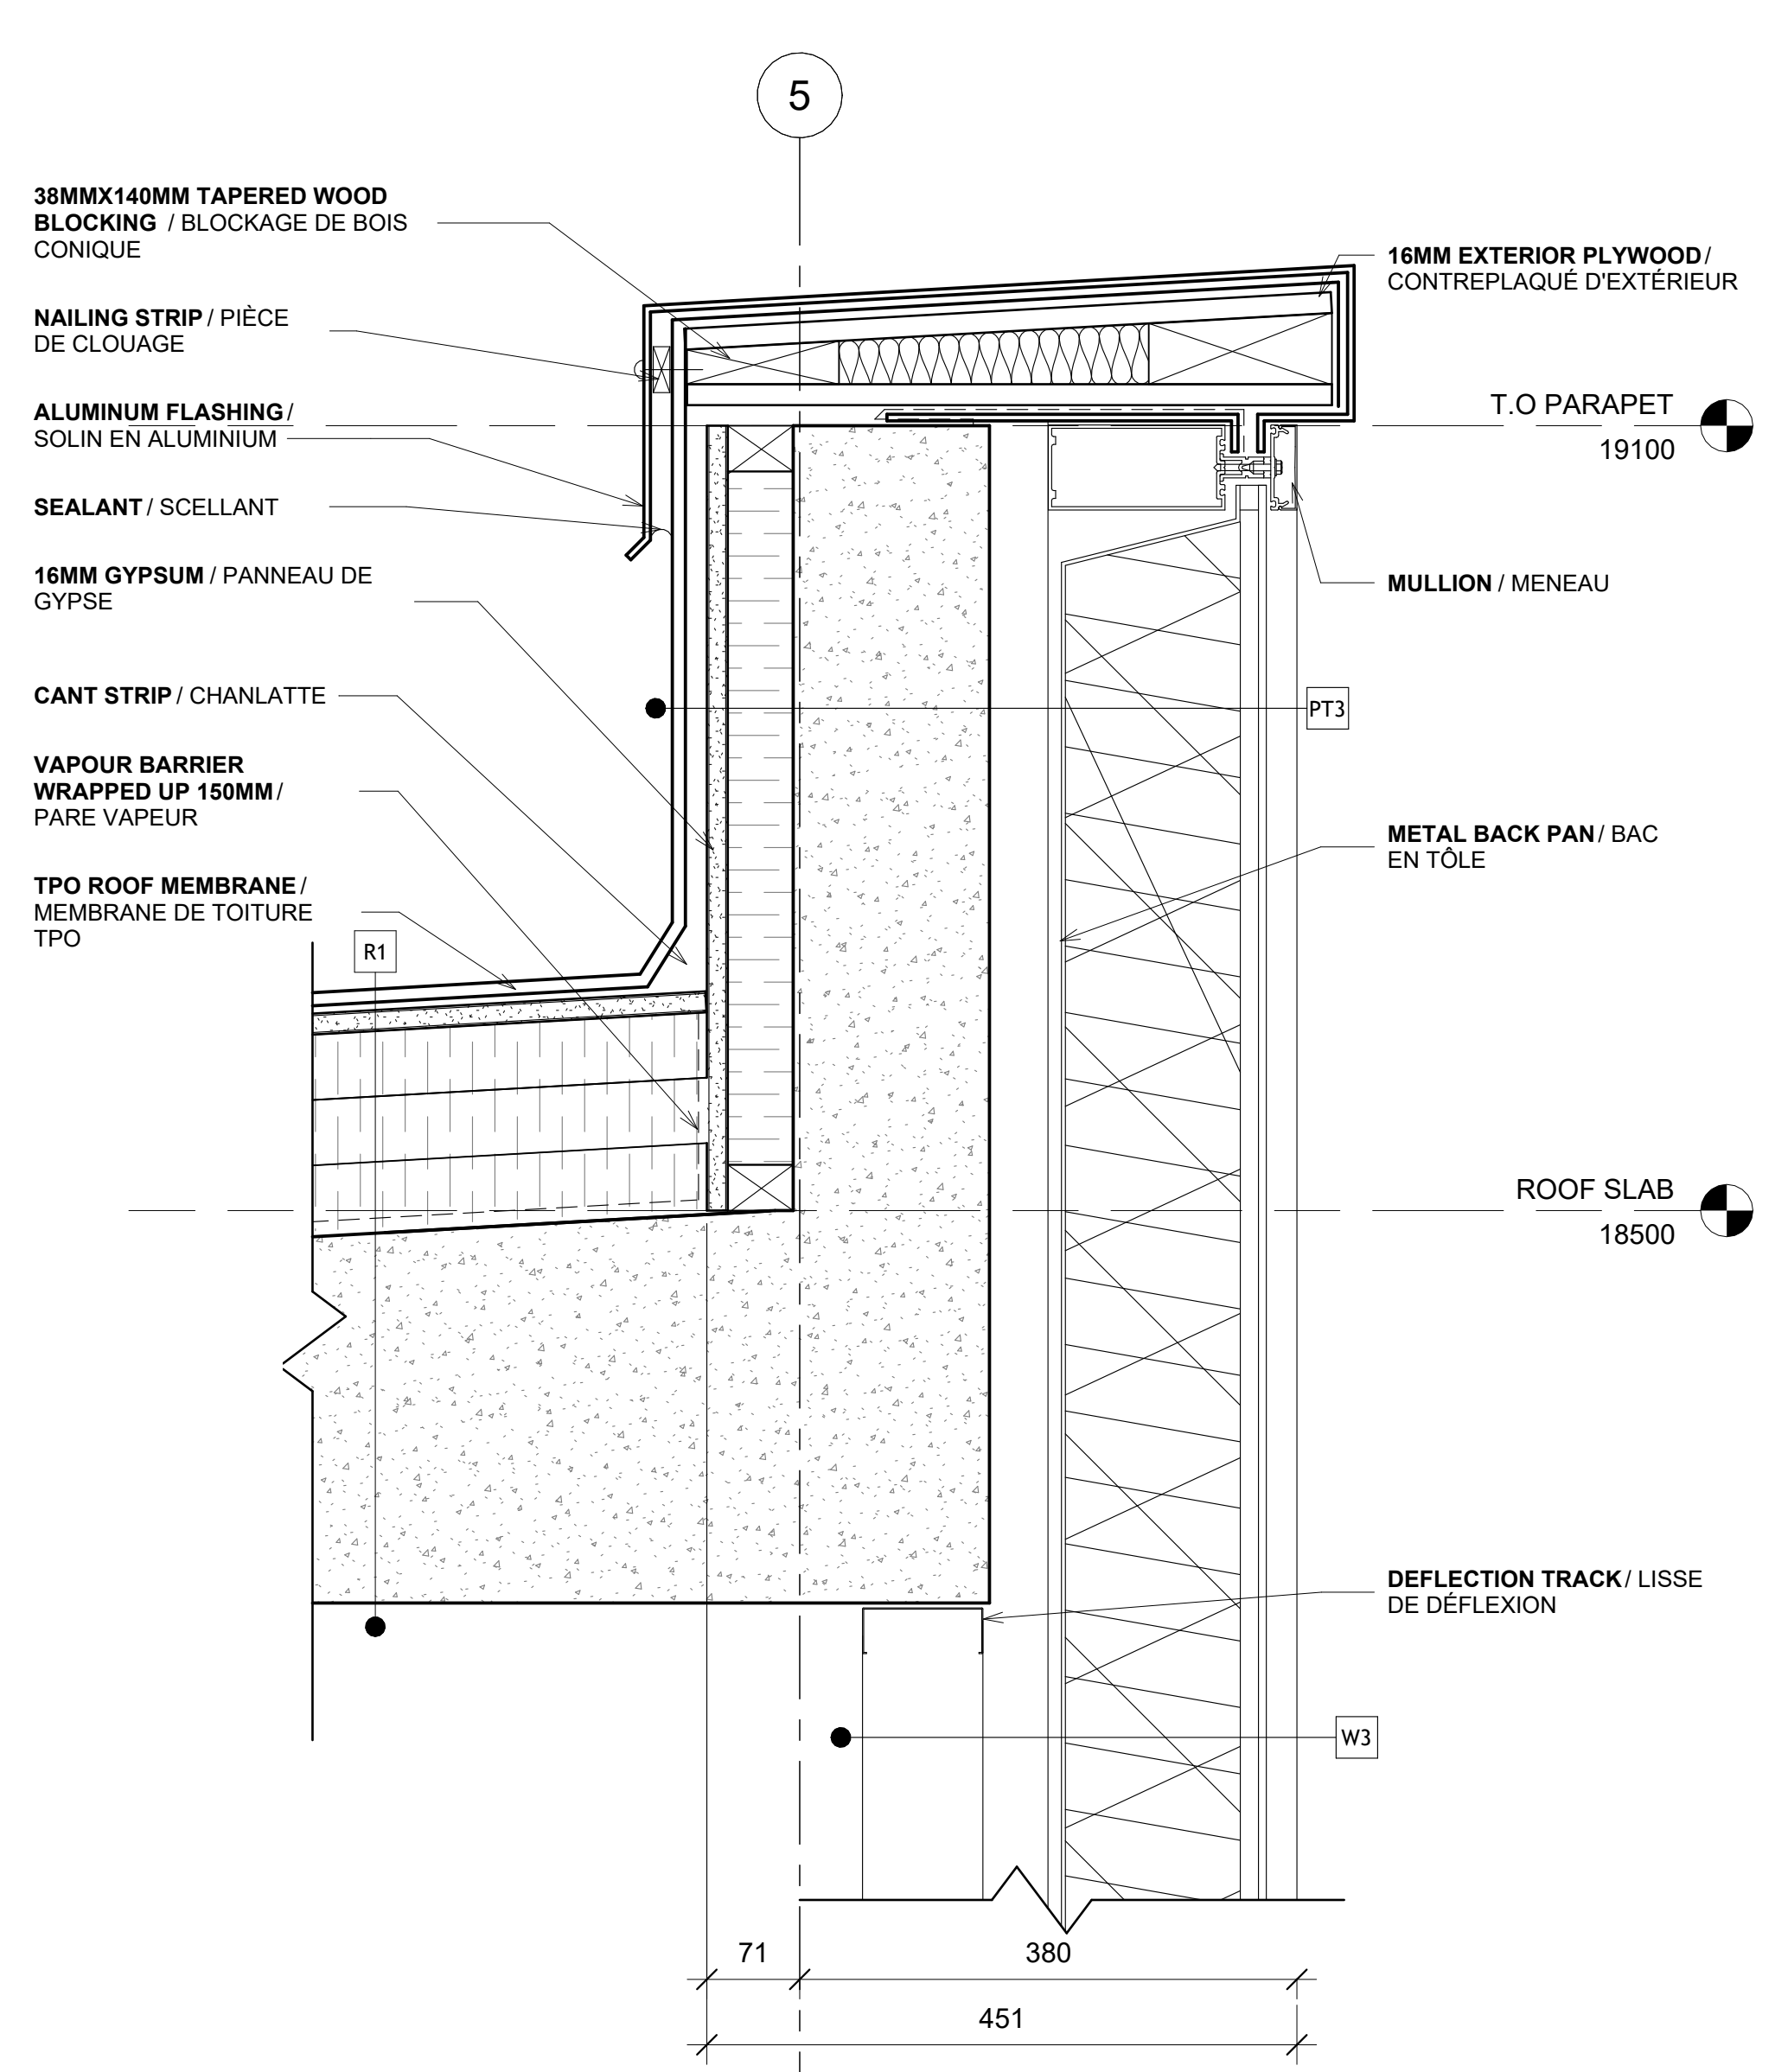 5
38MMX140MM TAPERED WOOD
BLOCKING / BLOCKAGE DE BOIS
CONIQUE
NAILING STRIP / PIÈCE
DE CLOUAGE
ALUMINUM FLASHING /
SOLIN EN ALUMINIUM
SEALANT / SCELLANT
16MM GYPSUM / PANNEAU DE
GYPSE
CANT STRIP / CHANLATTE
VAPOUR BARRIER
WRAPPED UP 150MM /
PARE VAPEUR
TPO ROOF MEMBRANE /
MEMBRANE DE TOITURE
TPO
R1
16MM EXTERIOR PLYWOOD /
CONTREPLAQUÉ D'EXTÉRIEUR
T.O PARAPET
19100
MULLION / MENEAU
PT3
METAL BACK PAN / BAC
EN TÔLE
ROOF SLAB
18500
DEFLECTION TRACK / LISSE
DE DÉFLEXION
W3
71
380
451